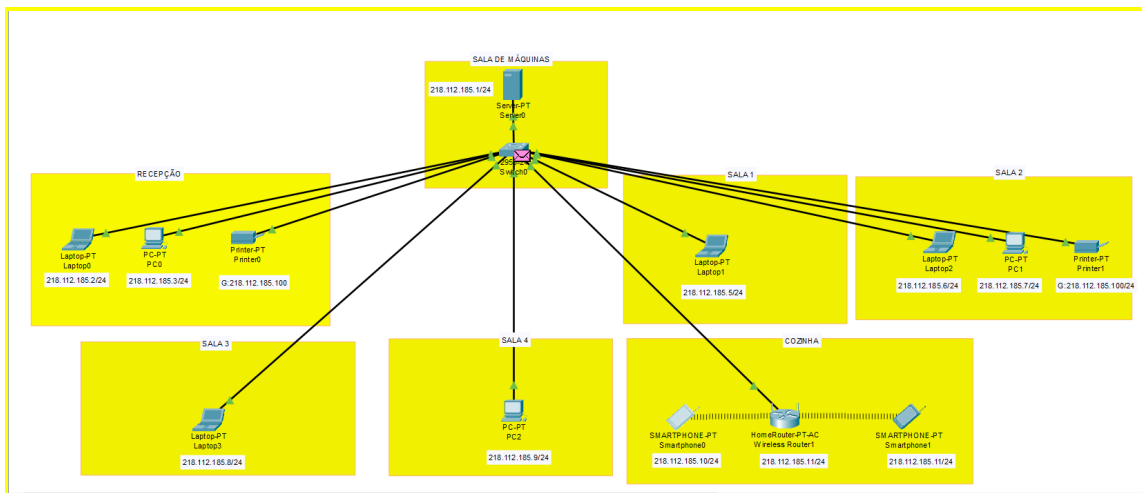 SALA DE MÁQUINAS
218.112.185.1/24
Server-PT
Server0
Switch0
RECEPÇÃO
Laptop-PT
Laptop0
218.112.185.2/24
PC-PT
PC0
218.112.185.3/24
Printer-PT
Printer0
G:218.112.185.100
SALA 1
Laptop-PT
Laptop1
218.112.185.5/24
SALA 2
Laptop-PT
Laptop2
218.112.185.6/24
PC-PT
PC1
218.112.185.7/24
Printer-PT
Printer1
G:218.112.185.100/24
SALA 3
Laptop-PT
Laptop3
218.112.185.8/24
SALA 4
PC-PT
PC2
218.112.185.9/24
COZINHA
SMARTPHONE-PT
Smartphone0
218.112.185.10/24
HomeRouter-PT-AC
Wireless Router1
218.112.185.11/24
SMARTPHONE-PT
Smartphone1
218.112.185.11/24